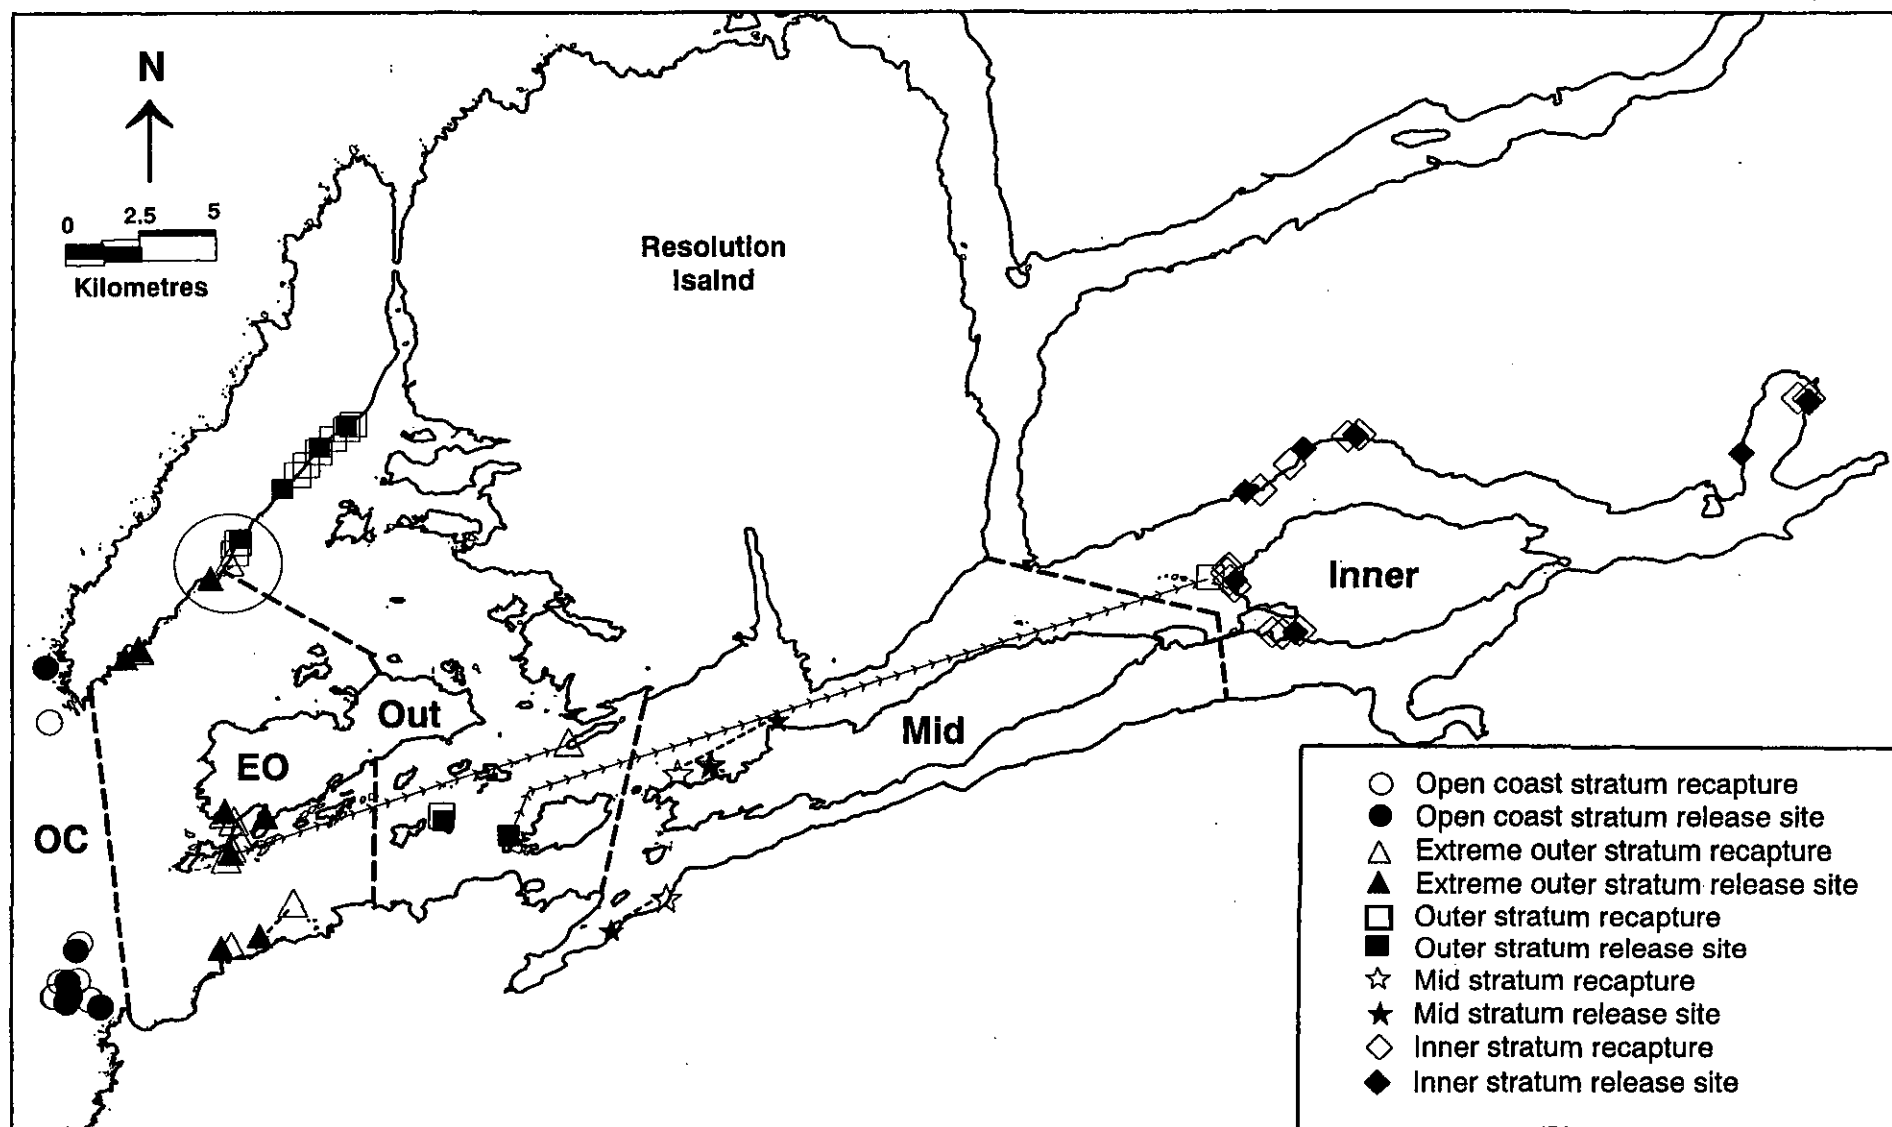 N
0 2.5 5
Kilometres
Resolution
Isalnd
Inner
Out
Mid
EO
OC
Open coast stratum recapture
Open coast stratum release site
Extreme outer stratum recapture
Extreme outer stratum release site
Outer stratum recapture
Outer stratum release site
Mid stratum recapture
Mid stratum release site
Inner stratum recapture
Inner stratum release site